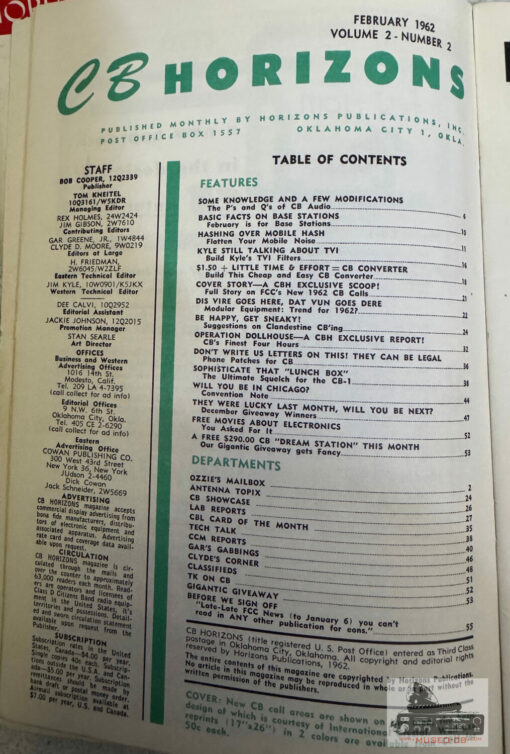 FEBRUARY 1962
VOLUME 2 - NUMBER 2
CB HORIZONS
PUBLISHED MONTHLY BY HORIZONS PUBLICATIONS, INC.
POST OFFICE BOX 1557 OKLAHOMA CITY 1, OKLA.
STAFF
BOB COOPER, 12Q2339
Publisher
TOM KNEITEL
10Q3161/W5KDR
Managing Editor
REX HOLMES, 24W2424
JIM GIBSON, 2W7610
Contributing Editors
GAR GREENE, JR., 1W4844
CLYDE D. MOORE, 9W0219
Editors at Large
H. FRIEDMAN,
2W6045/W2ZLF
Eastern Technical Editor
JIM KYLE, 10W0901/K5JKX
Western Technical Editor
DEE CALVI, 10Q2952
Editorial Assistant
JACKIE JOHNSON, 12Q2015
Promotion Manager
STAN SEARLE
Art Director
OFFICES
Business and Western
Advertising Offices
1016 14th St.
Modesto, Calif.
Tel. 209 LA 4-7395
(call collect for ad info)
Editorial Offices
9 N.W. 6th St.
Oklahoma City, Okla.
Tel. 405 CE 2-6290
(call collect for ad info)
Eastern
Advertising Office
COWAN PUBLISHING CO.
300 West 43rd Street
New York 36, New York
JUdson 2-4460
Dick Cowan
Jack Schneider, 2W5669
ADVERTISING
CB HORIZONS magazine accepts
commercial display advertising from
bona fide manufacturers, distribu-
tors of electronic equipment and
associated apparatus. Advertising
rate card and coverage data avail-
able upon request.
CIRCULATION
CB HORIZONS magazine is cir-
culated through the mails and
over the counter to approximately
63,000 readers each month. Read-
ers are operators and licensees of
Class D Citizens Band radio equip-
ment in the United States, it's
territories and possessions. Detail-
ed circulation statements
available upon request from the
Publisher.
SUBSCRIPTION
Subscription rates in the United
States, Canada—$4.00 per year.
Single copies 40c each. Subscrip-
tions outside the U.S.A. and Can-
ada—$5.00 per year. All single
remittances should be made by
bank draft or postal money order.
Airmail subscription available at
$7.00 per year, U.S. and Canada.
TABLE OF CONTENTS
FEATURES
SOME KNOWLEDGE AND A FEW MODIFICATIONS
The P's and Q's of CB Audio 6
BASIC FACTS ON BASE STATIONS
February is for Base Stations 10
HASHING OVER MOBILE HASH
Flatten Your Mobile Noise 11
KYLE STILL TALKING ABOUT TVI
Build Kyle's TVI Filters 16
$1.50 + LITTLE TIME & EFFORT = CB CONVERTER
Build This Cheap and Easy CB Converter 18
COVER STORY—A CBH EXCLUSIVE SCOOP!
Full Story on FCC's New 1962 CB Calls 21
DIS VIRE GOES HERE, DAT VUN GOES DERE
Modular Equipment: Trend for 1962? 22
BE HAPPY, GET SNEAKY!
Suggestions on Clandestine CB'ing 24
OPERATION DOLLHOUSE—A CBH EXCLUSIVE REPORT!
CB's Finest Four Hours 32
DON'T WRITE US LETTERS ON THIS! THEY CAN BE LEGAL
Phone Patches for CB 36
SOPHISTICATE THAT "LUNCH BOX"
The Ultimate Squelch for the CB-1 38
WILL YOU BE IN CHICAGO?
Convention Note 44
THEY WERE LUCKY LAST MONTH, WILL YOU BE NEXT?
December Giveaway Winners 47
FREE MOVIES ABOUT ELECTRONICS
You Asked For It 52
A FREE $290.00 CB "DREAM STATION" THIS MONTH
Our Gigantic Giveaway gets Fancy 53
DEPARTMENTS
OZZIE'S MAILBOX 2
ANTENNA TOPIX 24
CB SHOWCASE 26
LAB REPORTS 27
CBL CARD OF THE MONTH 35
TECH TALK 38
CCM REPORTS 40
GAR'S GABBINGS 46
CLYDE'S CORNER 48
CLASSIFIEDS 51
TK ON CB 52
GIGANTIC GIVEAWAY 53
BEFORE WE SIGN OFF
"Late-Late FCC News (to January 6) you can't
read in ANY other publication for eons." 55
CB HORIZONS (title registered U. S. Post Office) entered as Third Class
postage in Oklahoma City, Oklahoma. All copyright and editorial rights
reserved by Horizons Publications, 1962.
The entire contents of this magazine are copyrighted by Horizons Publications.
No article in this magazine may be reproduced in whole or part without the
written permission of the publishers.
COVER: New CB call areas are shown on
design of which is courtesy of International
reprints (17"x26") in 2 colors are available
50c each.
WWW.MUSEO-08.